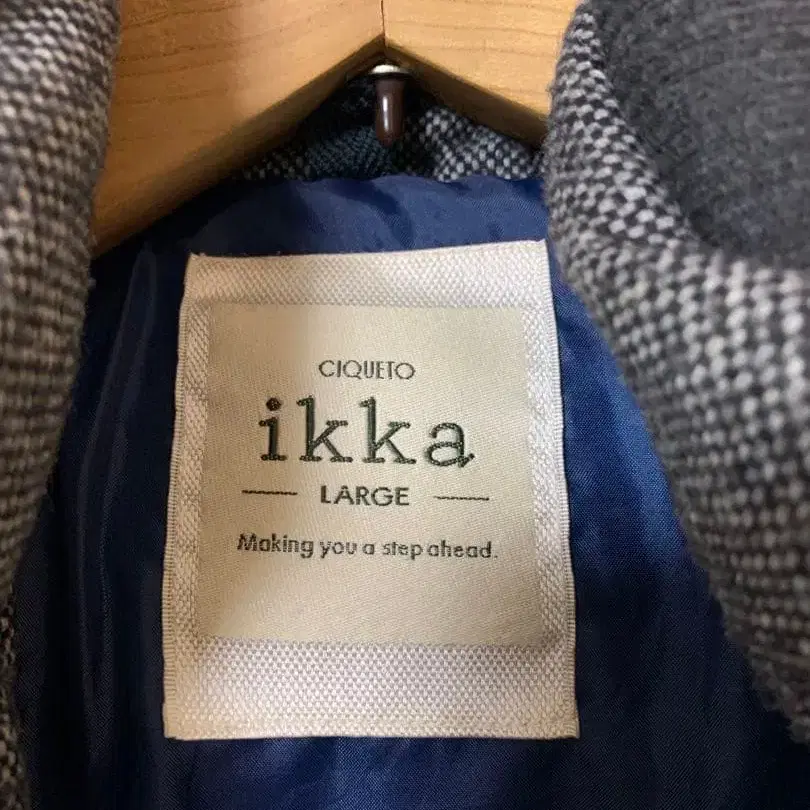 CIQUETO
ikka
LARGE
Making you a step ahead.